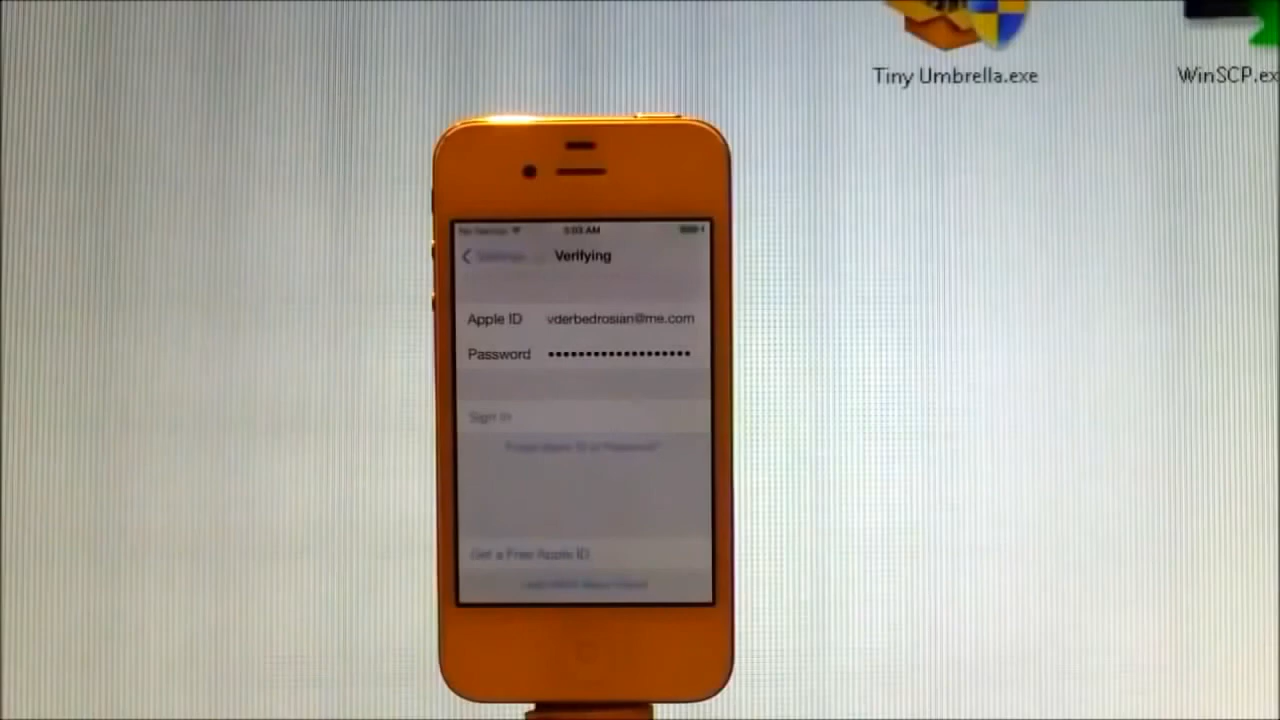 Tiny Umbrella.exe
WinSCP.ex
3:03 AM
Verifying
Apple ID vderbedrosian@me.com
Password ••••••••••••••••••••
Sign In
Get a Free Apple ID